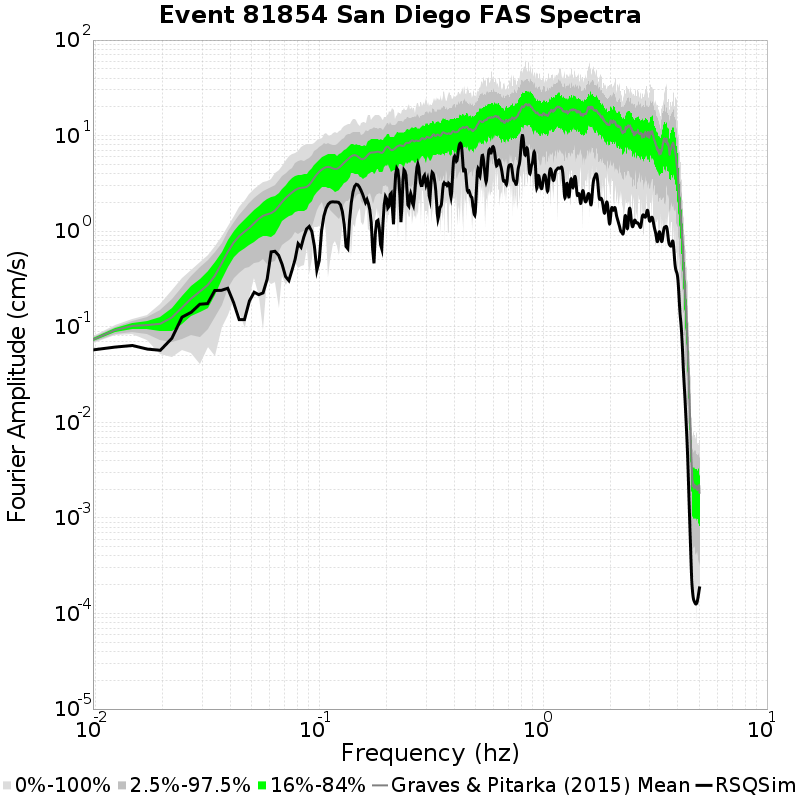 Event 81854 San Diego FAS Spectra
Fourier Amplitude (cm/s)
10^2
10^1
10^0
10^-1
10^-2
10^-3
10^-4
10^-5
10^-2 10^-1 10^0 10^1
Frequency (hz)
0%-100% 2.5%-97.5% 16%-84% Graves & Pitarka (2015) Mean RSQSim